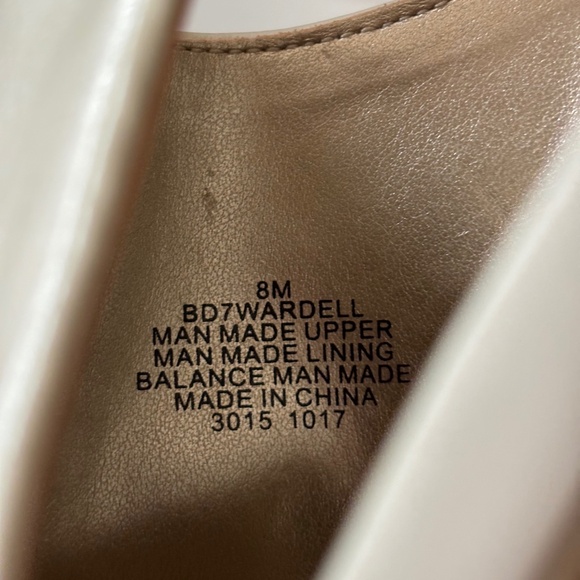 8M
BD7WARDELL
MAN MADE UPPER
MAN MADE LINING
BALANCE MAN MADE
MADE IN CHINA
3015 1017